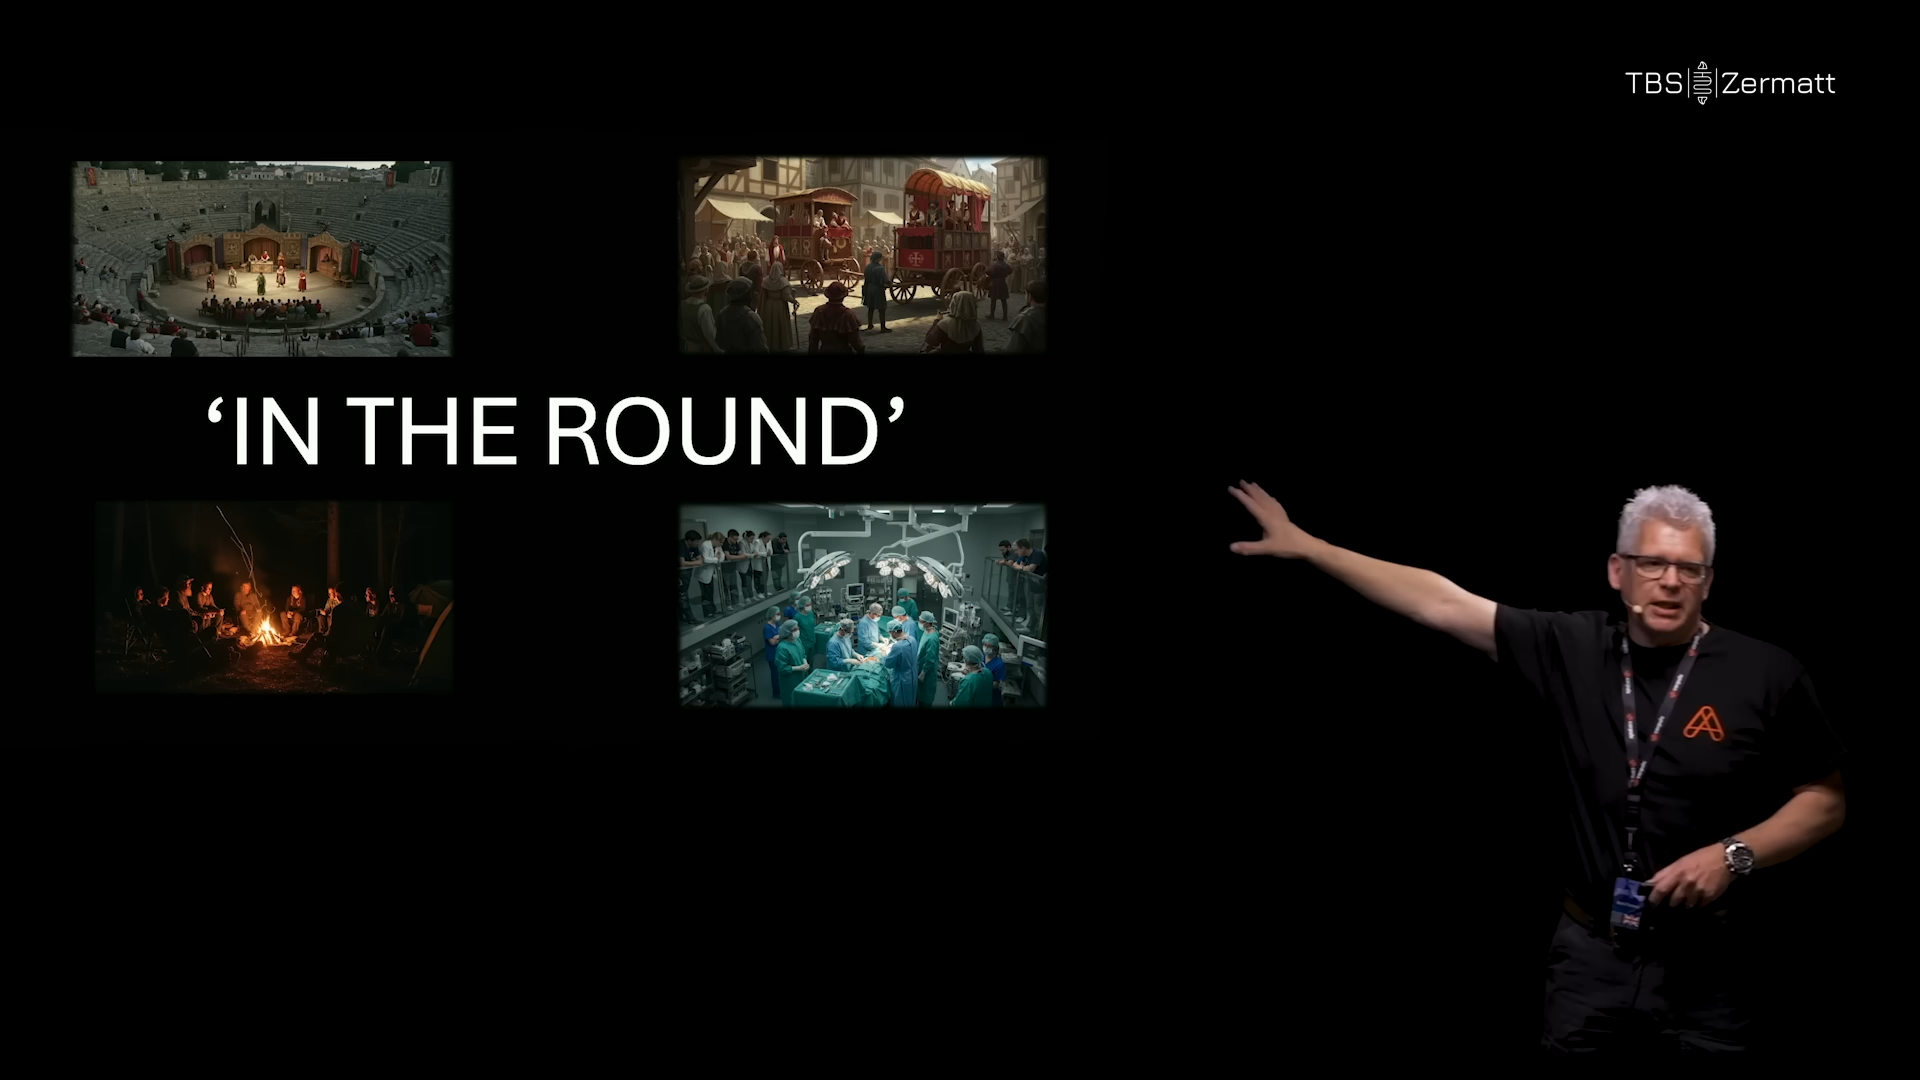 TBS Zermatt
‘IN THE ROUND’